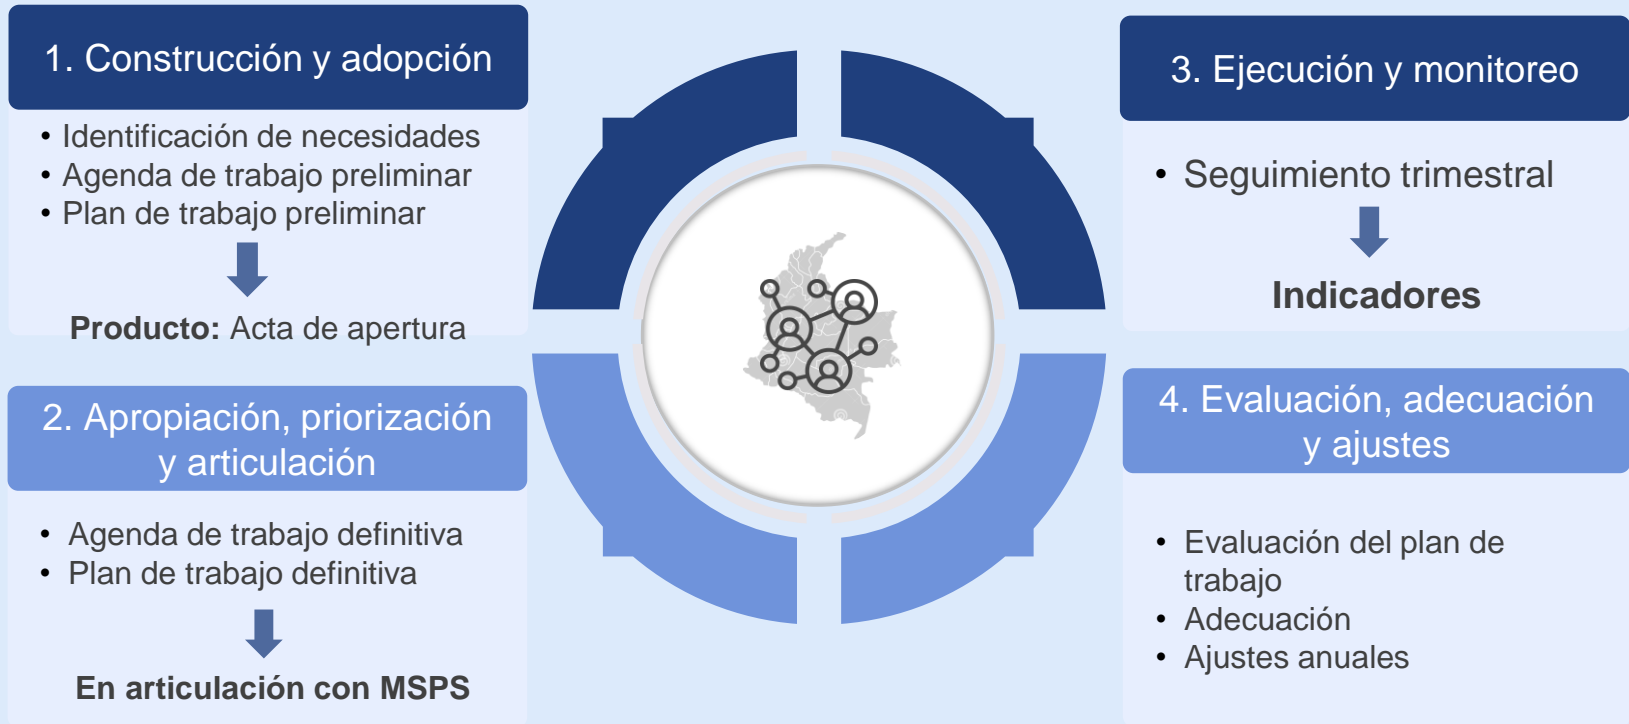 1. Construcción y adopción
• Identificación de necesidades
• Agenda de trabajo preliminar
• Plan de trabajo preliminar
Producto: Acta de apertura
2. Apropiación, priorización
y articulación
• Agenda de trabajo definitiva
• Plan de trabajo definitiva
En articulación con MSPS
3. Ejecución y monitoreo
• Seguimiento trimestral
Indicadores
4. Evaluación, adecuación
y ajustes
• Evaluación del plan de
trabajo
• Adecuación
• Ajustes anuales